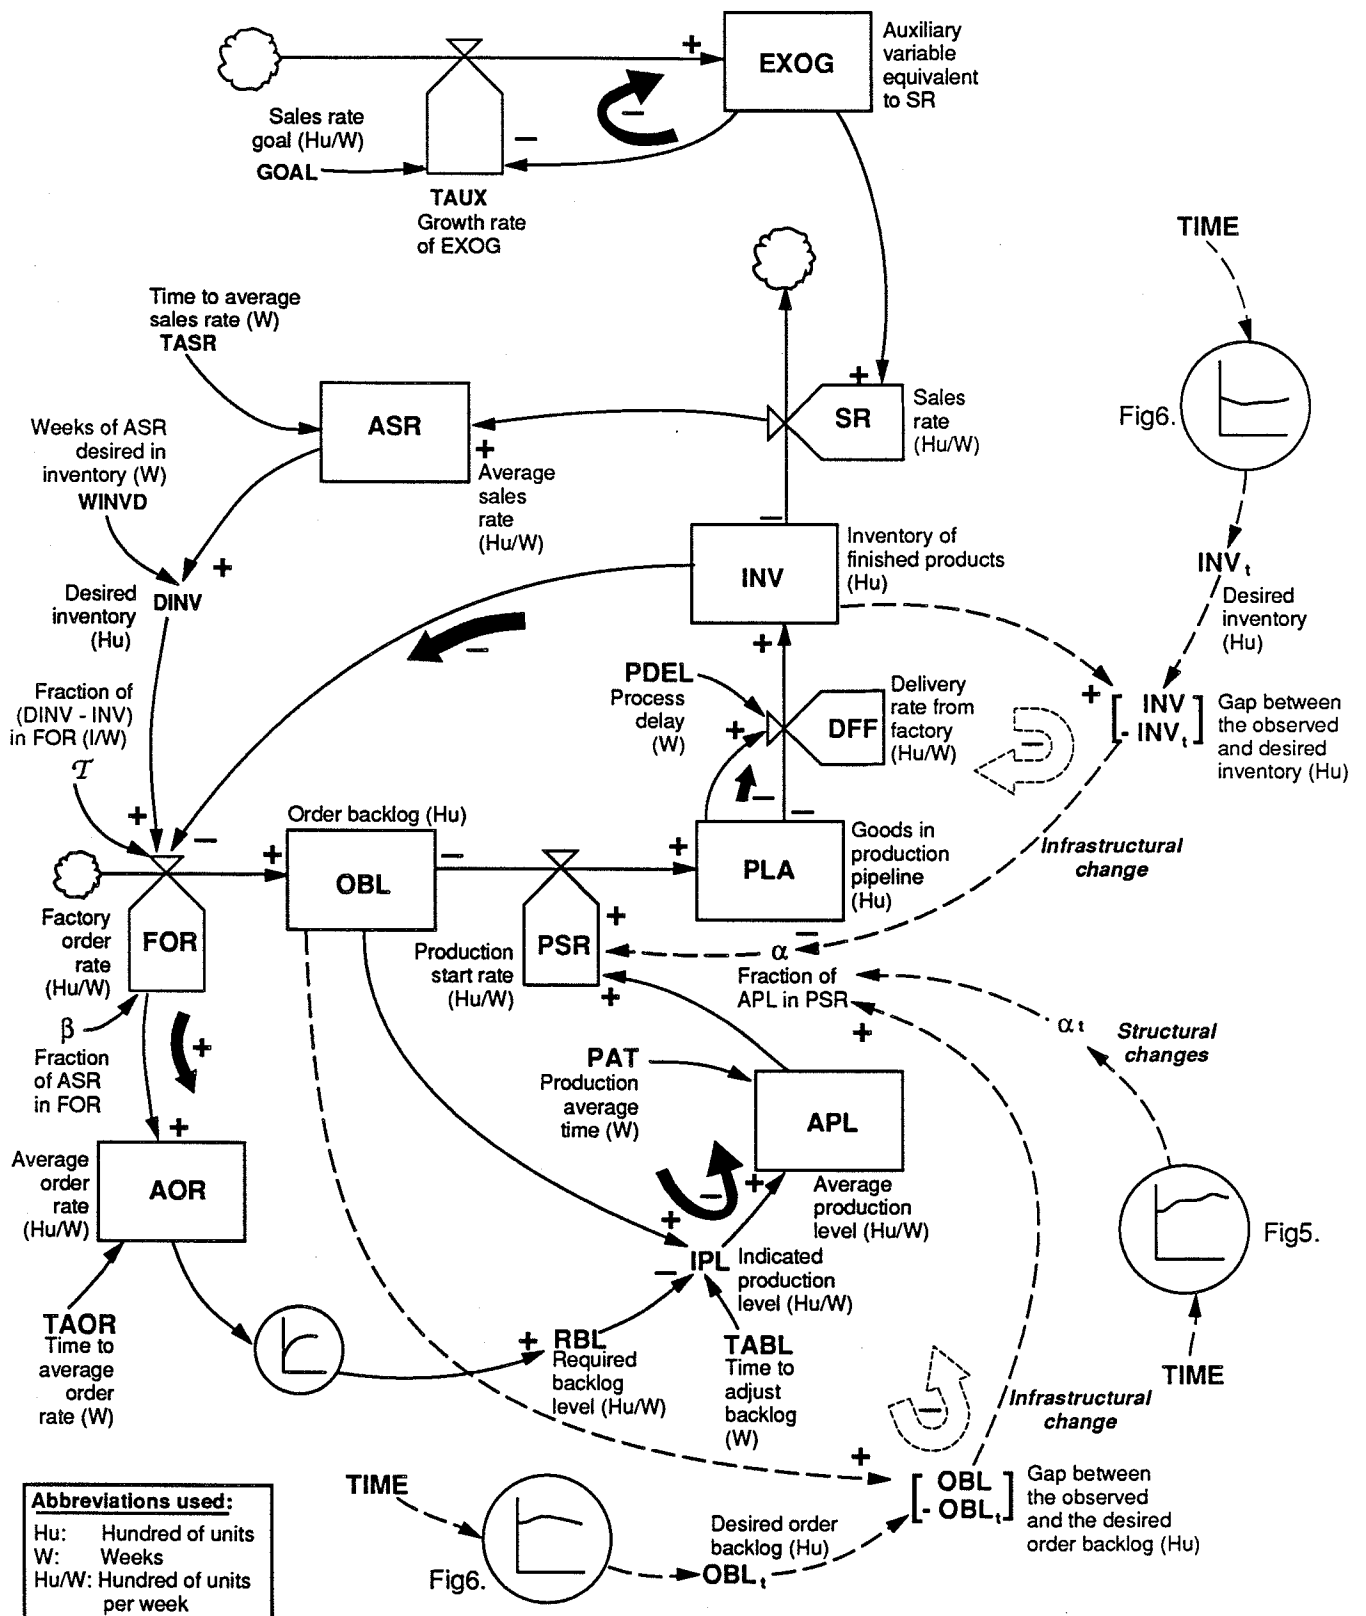 EXOG
Auxiliary
variable
equivalent
to SR
+
−
Sales rate
goal (Hu/W)
GOAL
−
TAUX
Growth rate
of EXOG
TIME
Time to average
sales rate (W)
TASR
ASR
+
Average
sales
rate
(Hu/W)
+
SR
Sales
rate
(Hu/W)
Fig6.
Weeks of ASR
desired in
inventory (W)
WINVD
+
Desired
inventory
(Hu)
DINV
−
INV
Inventory of
finished products
(Hu)
INV t
Desired
inventory
(Hu)
−
+
PDEL
Process
delay
(W)
+
DFF
Delivery
rate from
factory
(Hu/W)
−
−
+
[ INV
- INV t ]
Gap between
the observed
and desired
inventory (Hu)
−
Fraction of
(DINV - INV)
in FOR (I/W)
𝒯
+
−
Order backlog (Hu)
+
OBL
−
+
PLA
Goods in
production
pipeline
(Hu)
Infrastructural
change
Factory
order
rate
(Hu/W)
FOR
Production
start rate
(Hu/W)
PSR
+
+
α
−
Fraction of
APL in PSR
+
α t
Structural
changes
β
Fraction
of ASR
in FOR
+
+
PAT
Production
average
time (W)
APL
Average
production
level (Hu/W)
+
−
Average
order
rate
(Hu/W)
AOR
+
−
IPL
Indicated
production
level (Hu/W)
Fig5.
TIME
TAOR
Time to
average
order
rate (W)
+
RBL
Required
backlog
level (Hu/W)
TABL
Time to
adjust
backlog
(W)
−
Infrastructural
change
+
[ OBL
- OBL t ]
Gap between
the observed
and the desired
order backlog (Hu)
TIME
Fig6.
Desired order
backlog (Hu)
OBL t
Abbreviations used:
Hu: Hundred of units
W: Weeks
Hu/W: Hundred of units
per week